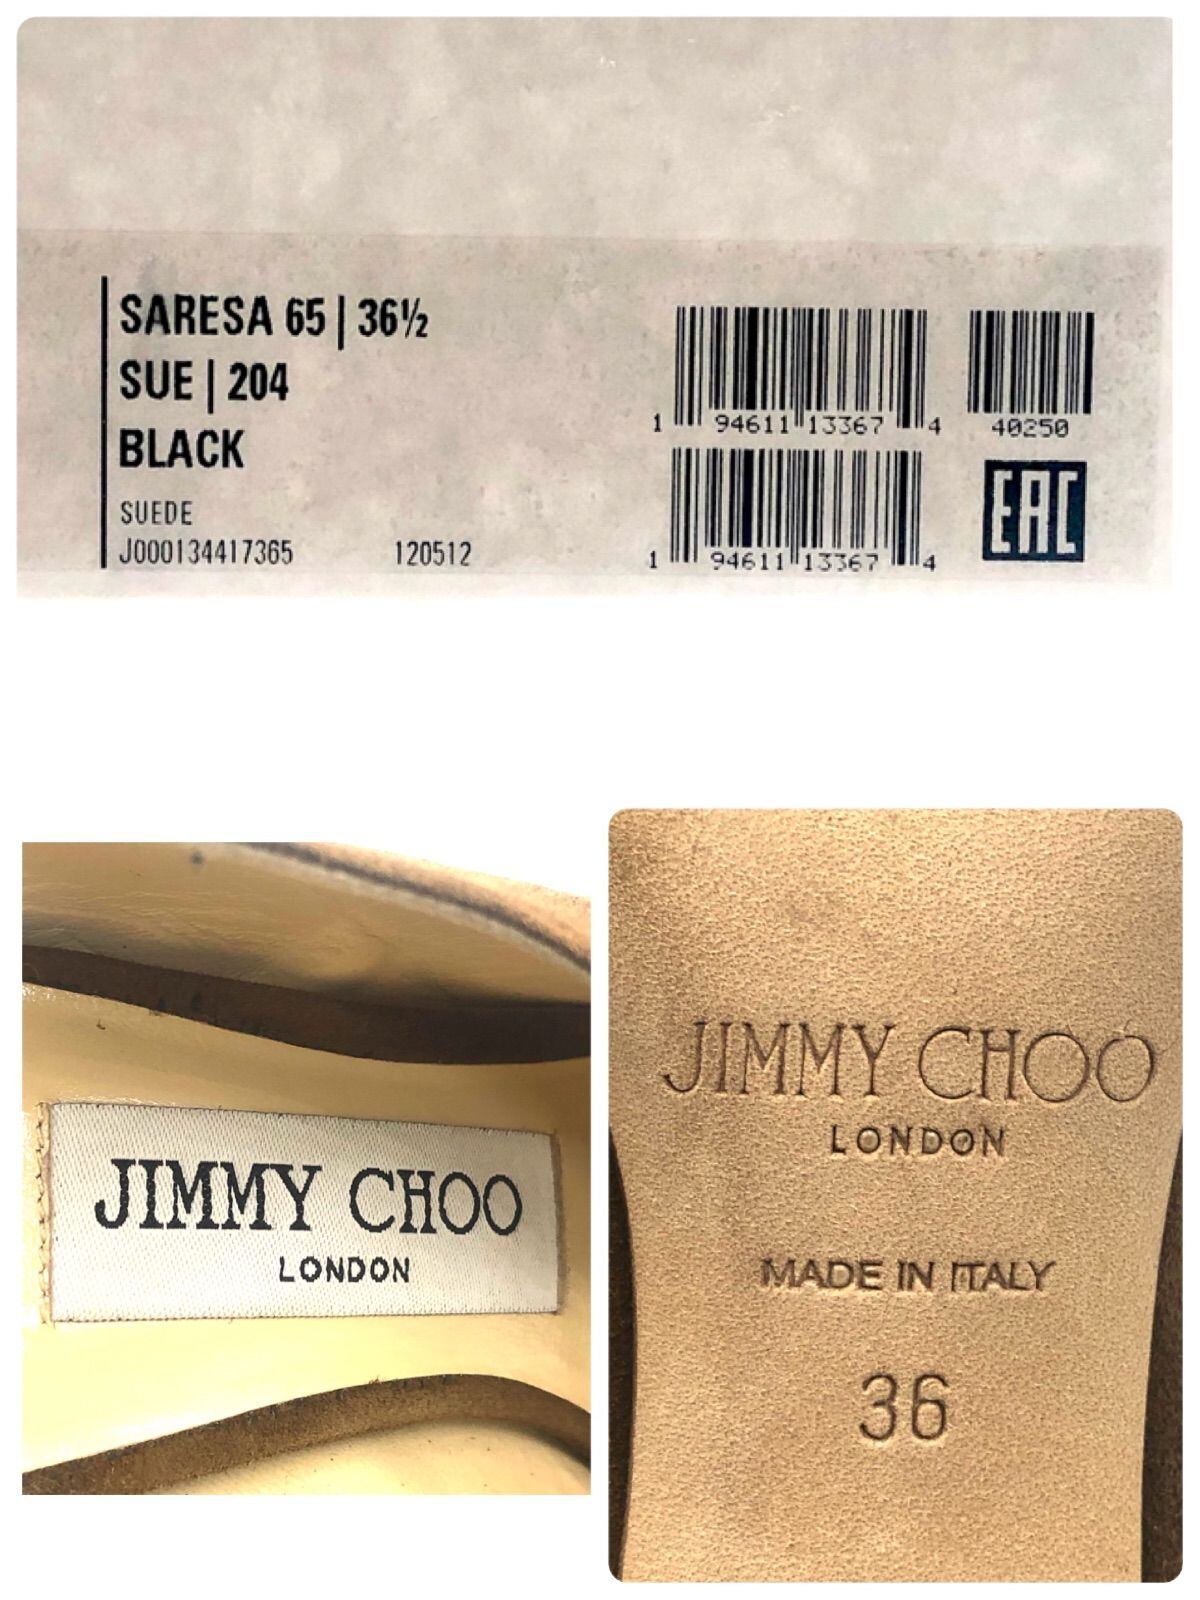 SARESA 65 | 36½
SUE | 204
BLACK
SUEDE
J000134417365 120512
1 94611 13367 4
40250
1 94611 13367 4
EAC
JIMMY CHOO
LONDON
JIMMY CHOO
LONDON
MADE IN ITALY
36